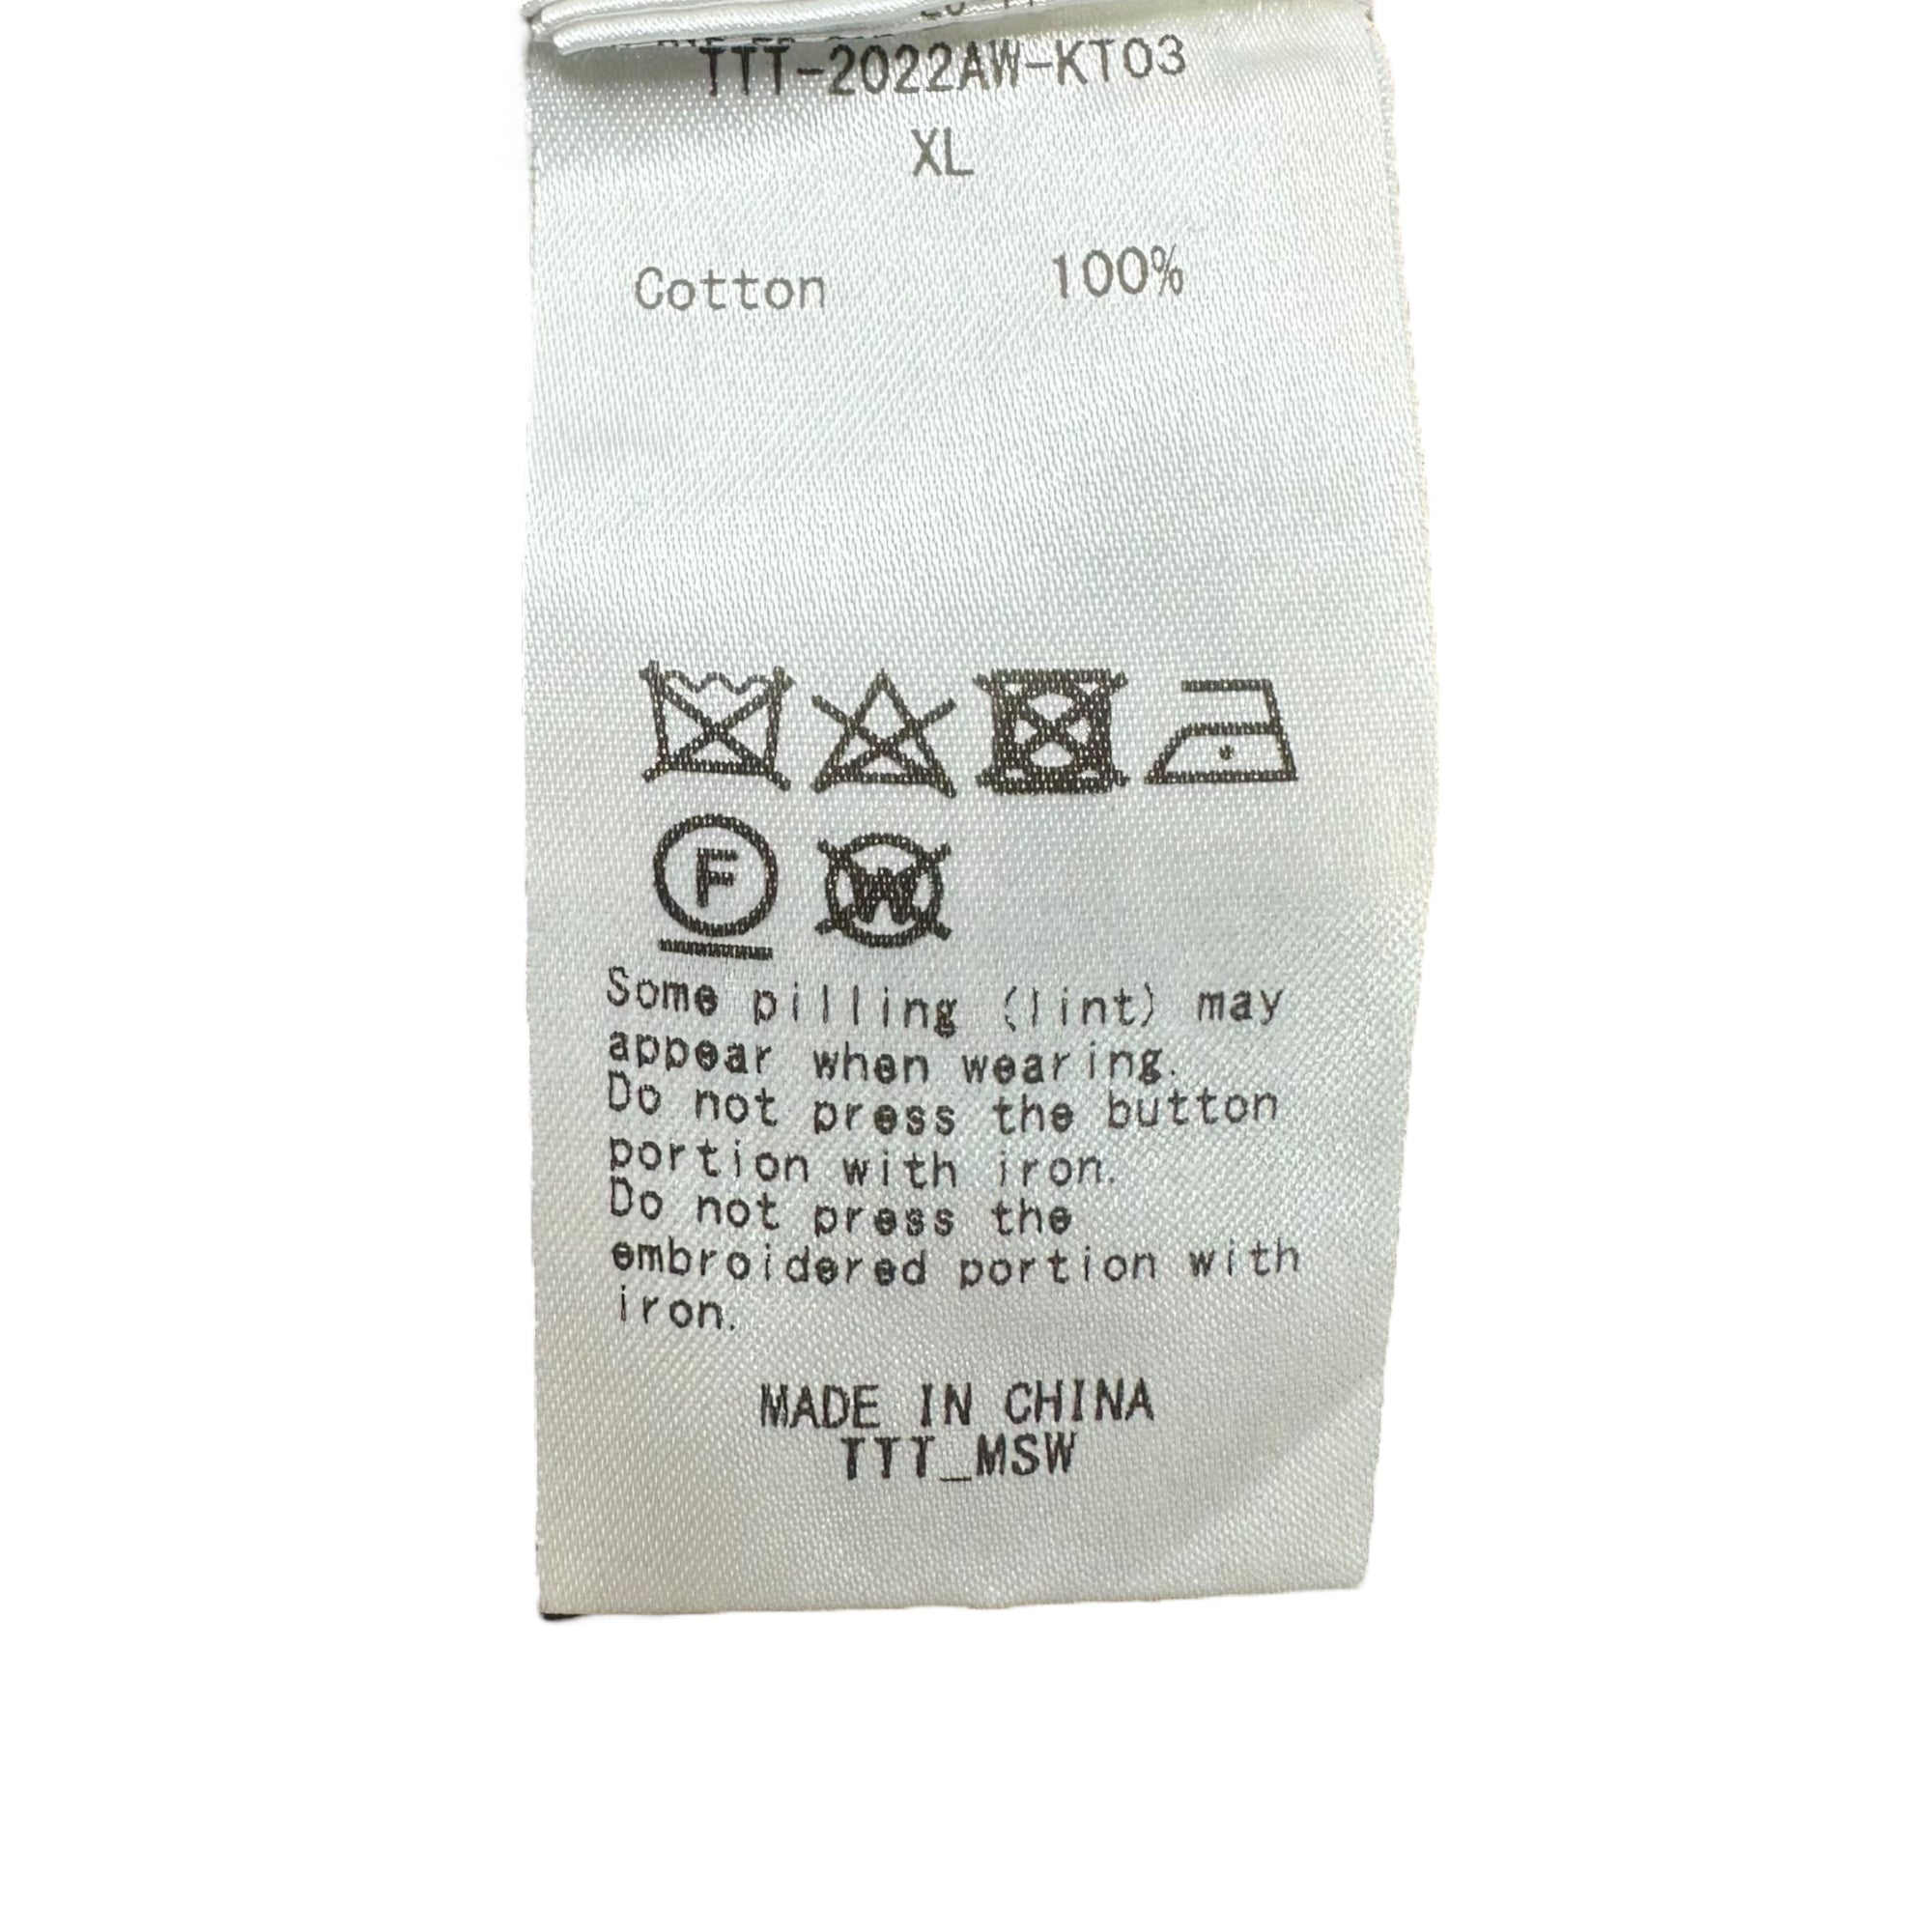 TTT-2022AW-KT03
XL
Cotton 100%
F
W
Some pilling (lint) may
appear when wearing.
Do not press the button
portion with iron.
Do not press the
embroidered portion with
iron.
MADE IN CHINA
TTT_MSW